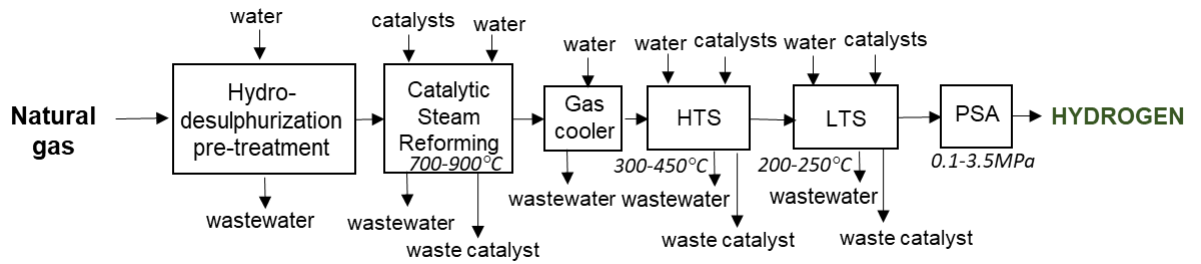 water
catalysts
water
water
water
catalysts
water
catalysts
Natural
gas
Hydro-
desulphurization
pre-treatment
Catalytic
Steam
Reforming
700-900°C
Gas
cooler
HTS
300-450°C
LTS
200-250°C
PSA
0.1-3.5MPa
HYDROGEN
wastewater
wastewater
waste catalyst
wastewater
wastewater
waste catalyst
wastewater
waste catalyst